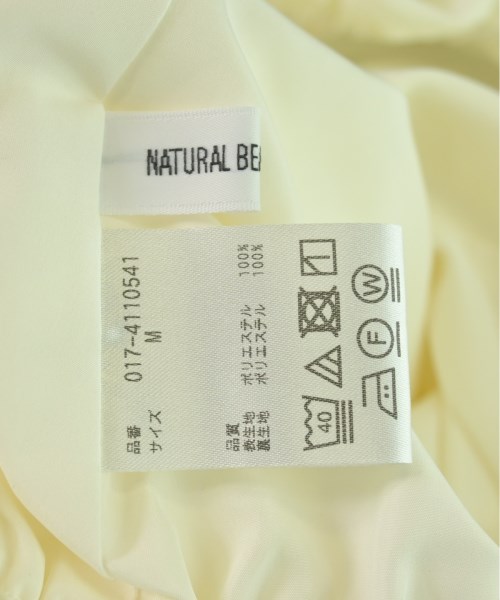 NATURAL BEA
品番 017-4110541
サイズ M
品質
表生地 ポリエステル 100%
裏生地 ポリエステル 100%
40
F
W